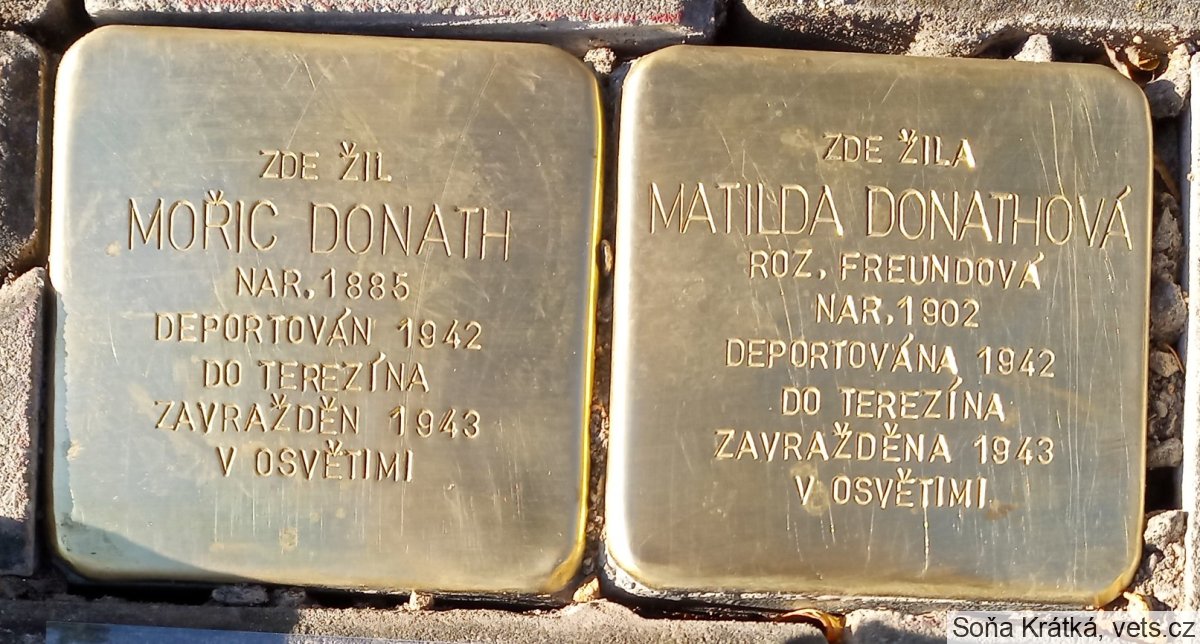 ZDE ŽIL
MOŘIC DONATH
NAR. 1885
DEPORTOVÁN 1942
DO TEREZÍNA
ZAVRAŽDĚN 1943
V OSVĚTIMI
ZDE ŽILA
MATILDA DONATHOVÁ
ROZ. FREUNDOVÁ
NAR. 1902
DEPORTOVÁNA 1942
DO TEREZÍNA
ZAVRAŽDĚNA 1943
V OSVĚTIMI
Soňa Krátká, vets.cz